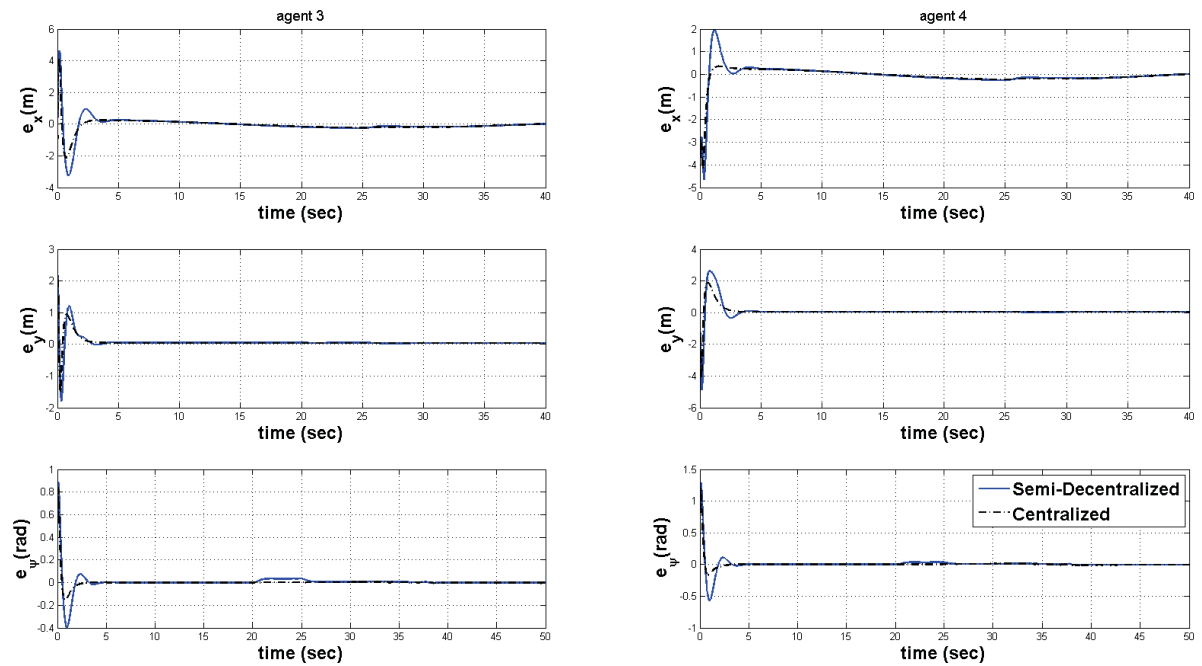 agent 3
6
4
2
0
-2
-4
e_x(m)
0 5 10 15 20 25 30 35 40
time (sec)
agent 4
2
1
0
-1
-2
-3
-4
-5
e_x(m)
0 5 10 15 20 25 30 35 40
time (sec)
3
2
1
0
-1
-2
e_y(m)
0 5 10 15 20 25 30 35 40
time (sec)
4
2
0
-2
-4
-6
e_y(m)
0 5 10 15 20 25 30 35 40
time (sec)
1
0.8
0.6
0.4
0.2
0
-0.2
-0.4
e_ψ(rad)
0 5 10 15 20 25 30 35 40 45 50
time (sec)
1.5
1
0.5
0
-0.5
-1
e_ψ(rad)
Semi-Decentralized
Centralized
0 5 10 15 20 25 30 35 40 45 50
time (sec)